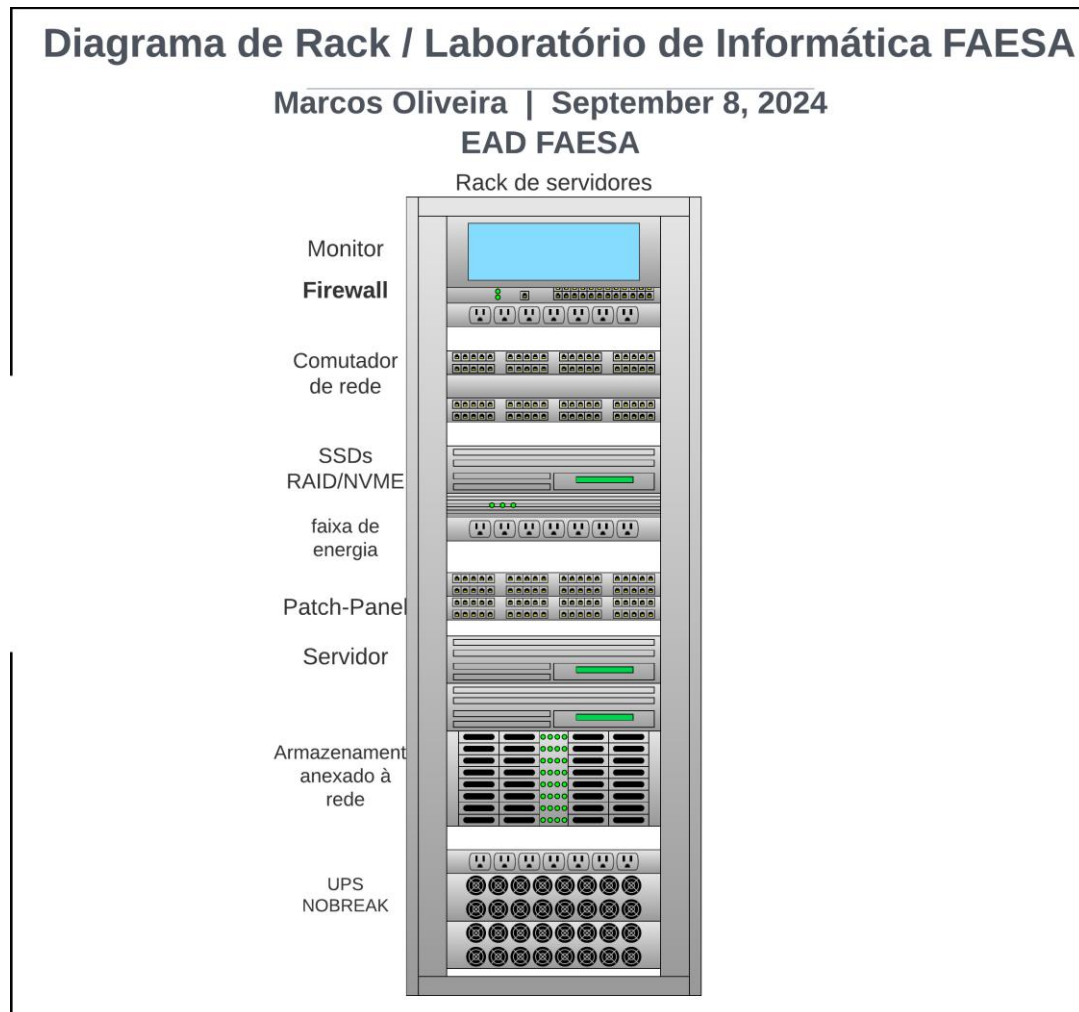 Diagrama de Rack / Laboratório de Informática FAESA
Marcos Oliveira | September 8, 2024
EAD FAESA
Rack de servidores
Monitor
Firewall
Comutador
de rede
SSDs
RAID/NVME
faixa de
energia
Patch-Panel
Servidor
Armazenament
anexado à
rede
UPS
NOBREAK